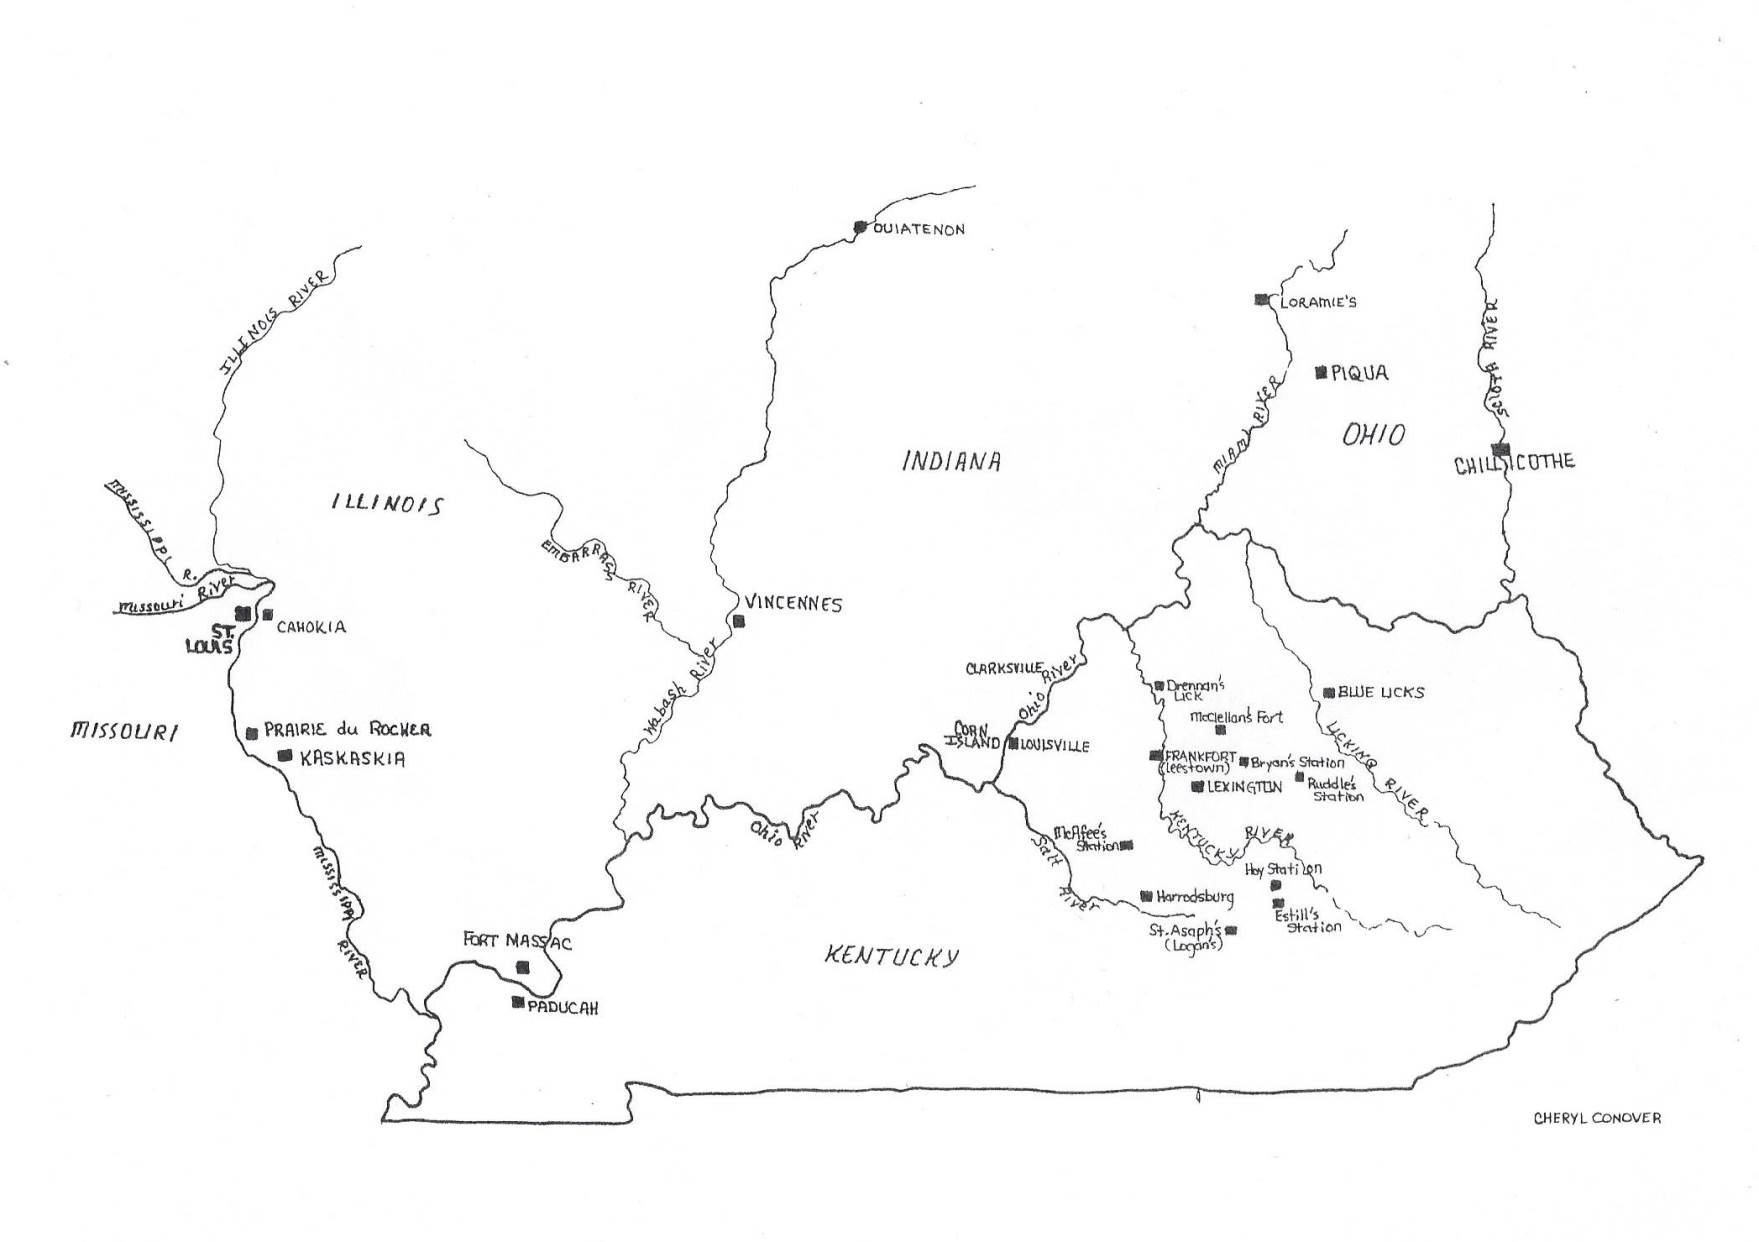 OUIATENON
ILLINOIS RIVER
LORAMIE'S
SCIOTA RIVER
PIQUA
MIAMI RIVER
OHIO
CHILLICOTHE
INDIANA
ILLINOIS
MISSISSIPPI
R.
EMBARRASS
RIVER
Missouri River
VINCENNES
CAHOKIA
ST.
LOUIS
Wabash River
CLARKSVILLE
Ohio River
Drennan's
LICK
BLUE LICKS
McClellan's Fort
MISSOURI
PRAIRIE du ROCHER
KASKASKIA
CORN
ISLAND
LOUISVILLE
FRANKFORT
(leestown)
Bryan's Station
LICKING RIVER
LEXINGTON
Ruddle's
Station
Ohio River
KENTUCKY RIVER
McAfee's
Station
Salt
River
Hoy Station
MISSISSIPPI
RIVER
Harrodsburg
Estill's
Station
St. Asaph's
(Logan's)
FORT MASSAC
KENTUCKY
PADUCAH
CHERYL CONOVER